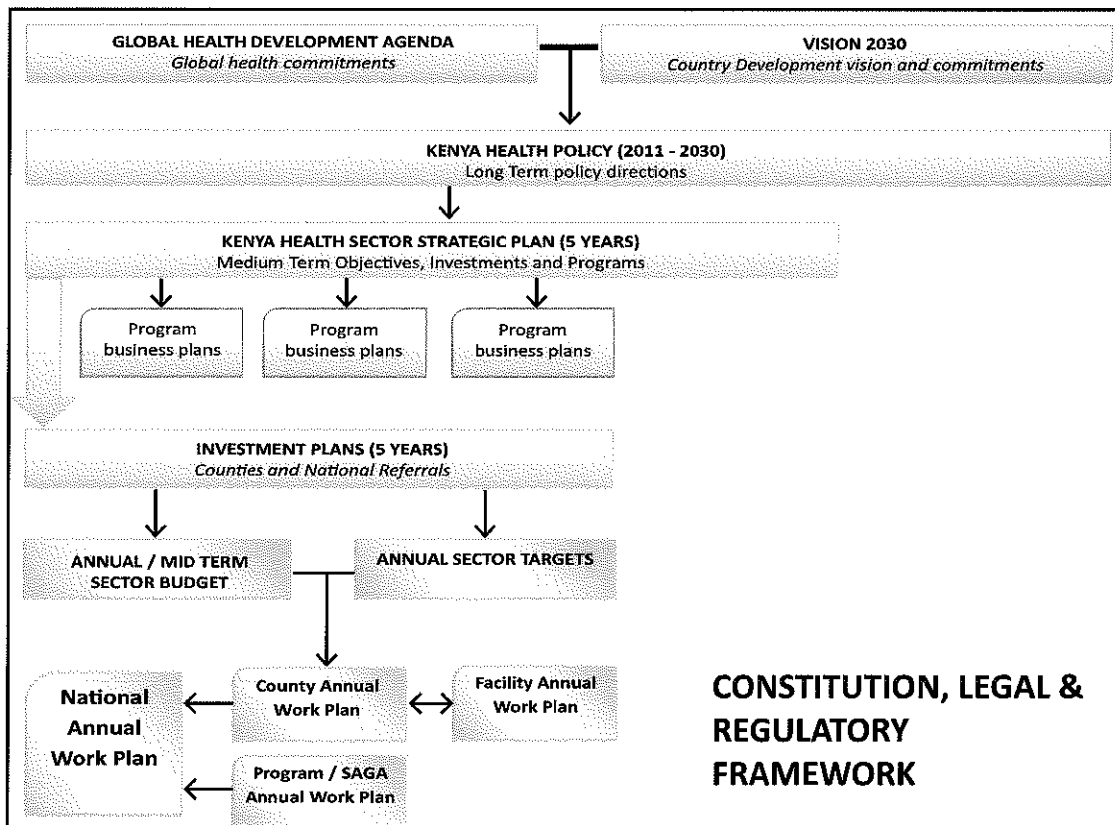 GLOBAL HEALTH DEVELOPMENT AGENDA
Global health commitments
VISION 2030
Country Development vision and commitments
KENYA HEALTH POLICY (2011 - 2030)
Long Term policy directions
KENYA HEALTH SECTOR STRATEGIC PLAN (5 YEARS)
Medium Term Objectives, Investments and Programs
Program
business plans
Program
business plans
Program
business plans
INVESTMENT PLANS (5 YEARS)
Counties and National Referrals
ANNUAL / MID TERM
SECTOR BUDGET
ANNUAL SECTOR TARGETS
National
Annual
Work Plan
County Annual
Work Plan
Facility Annual
Work Plan
Program / SAGA
Annual Work Plan
CONSTITUTION, LEGAL &
REGULATORY
FRAMEWORK